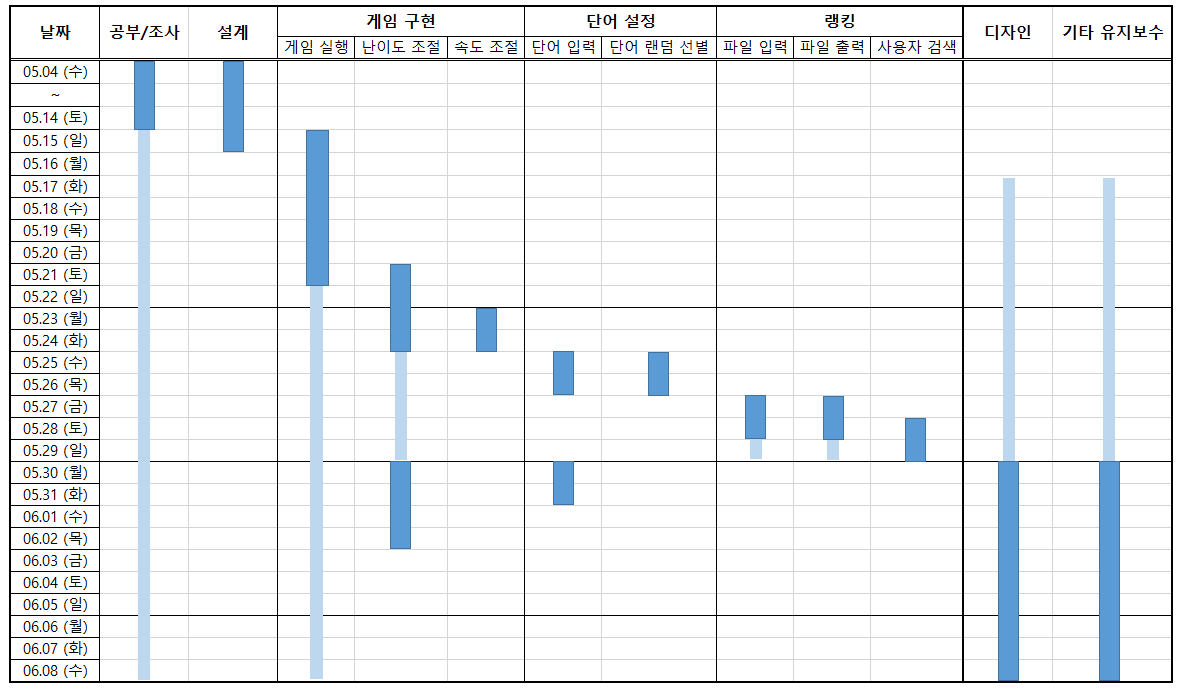 날짜 공부/조사 설계 게임 구현 단어 설정 랭킹 디자인 기타 유지보수
게임 실행 난이도 조절 속도 조절 단어 입력 단어 랜덤 선별 파일 입력 파일 출력 사용자 검색
05.04 (수)
~
05.14 (토)
05.15 (일)
05.16 (월)
05.17 (화)
05.18 (수)
05.19 (목)
05.20 (금)
05.21 (토)
05.22 (일)
05.23 (월)
05.24 (화)
05.25 (수)
05.26 (목)
05.27 (금)
05.28 (토)
05.29 (일)
05.30 (월)
05.31 (화)
06.01 (수)
06.02 (목)
06.03 (금)
06.04 (토)
06.05 (일)
06.06 (월)
06.07 (화)
06.08 (수)